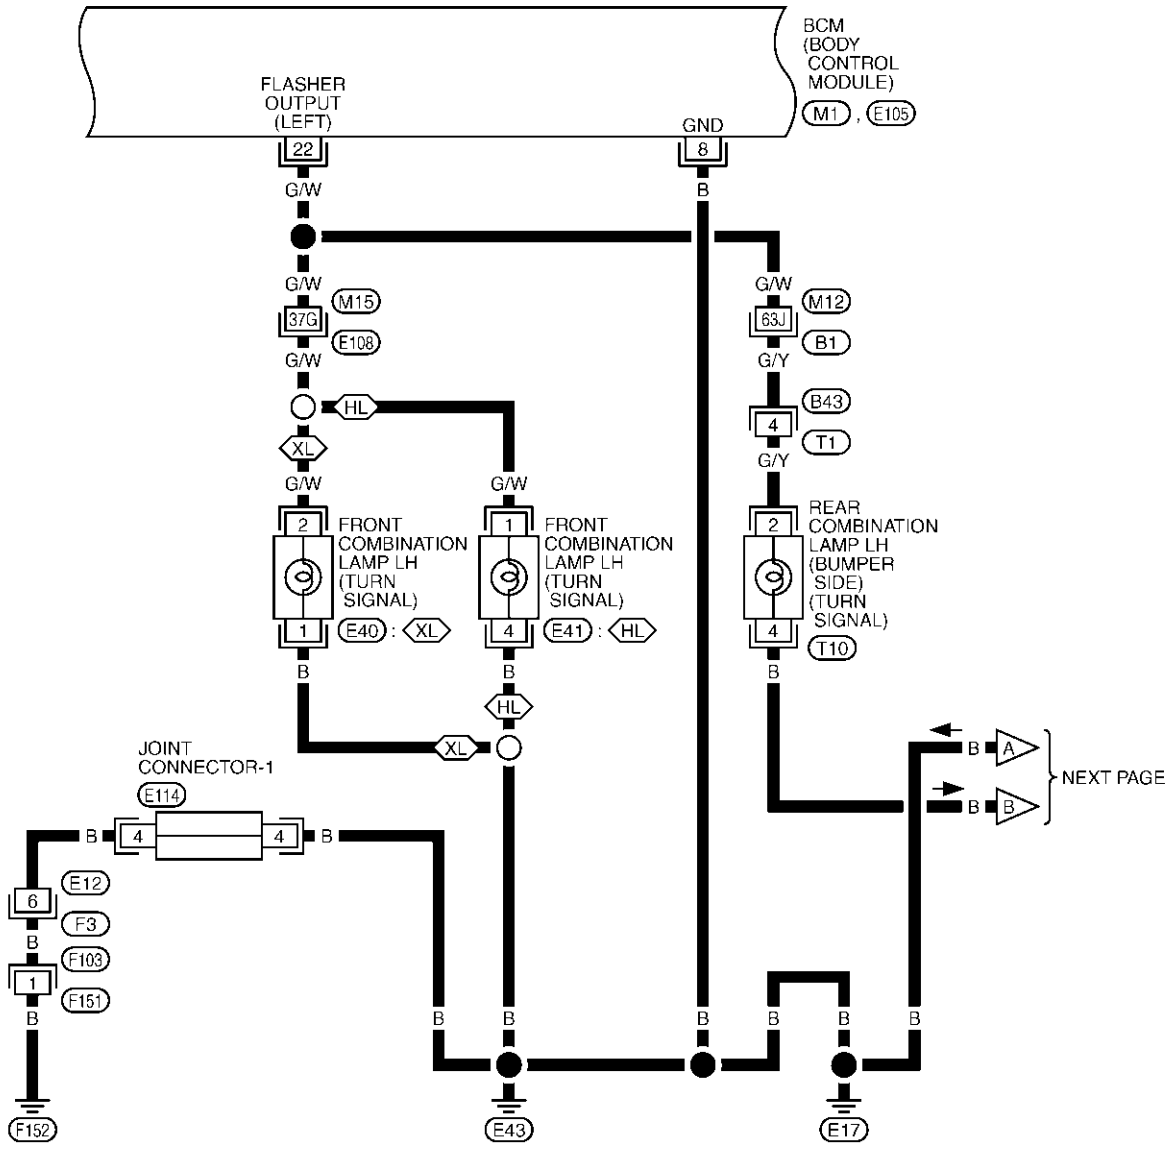 BCM
(BODY
CONTROL
MODULE)
M1 , E105
FLASHER
OUTPUT
(LEFT)
GND
22
8
G/W
B
G/W
G/W
M15
M12
37G
63J
E108
B1
G/W
G/Y
HL
B43
4
T1
XL
G/Y
G/W
G/W
2
FRONT
COMBINATION
LAMP LH
(TURN
SIGNAL)
1
E40 : XL
1
FRONT
COMBINATION
LAMP LH
(TURN
SIGNAL)
4
E41 : HL
2
REAR
COMBINATION
LAMP LH
(BUMPER
SIDE)
(TURN
SIGNAL)
4
T10
B
B
B
HL
XL
B
A
NEXT PAGE
B
B
JOINT
CONNECTOR-1
E114
B
4
4
B
E12
6
F3
B
F103
1
F151
B
B
B
B
B
B
B
F152
E43
E17